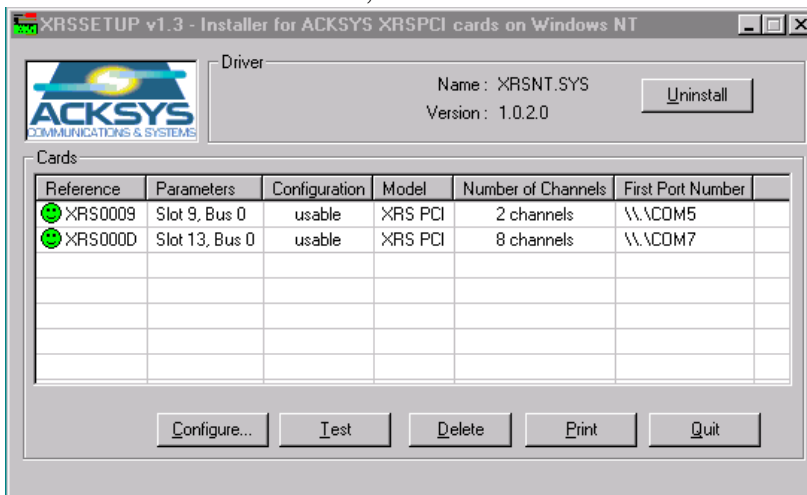 XRSSETUP v1.3 - Installer for ACKSYS XRSPCI cards on Windows NT
ACKSYS
COMMUNICATIONS & SYSTEMS
Driver
Name : XRSNT.SYS
Version : 1.0.2.0
Uninstall
Cards
Reference Parameters Configuration Model Number of Channels First Port Number
XRS0009 Slot 9, Bus 0 usable XRS PCI 2 channels \\.\COM5
XRS000D Slot 13, Bus 0 usable XRS PCI 8 channels \\.\COM7
Configure... Test Delete Print Quit